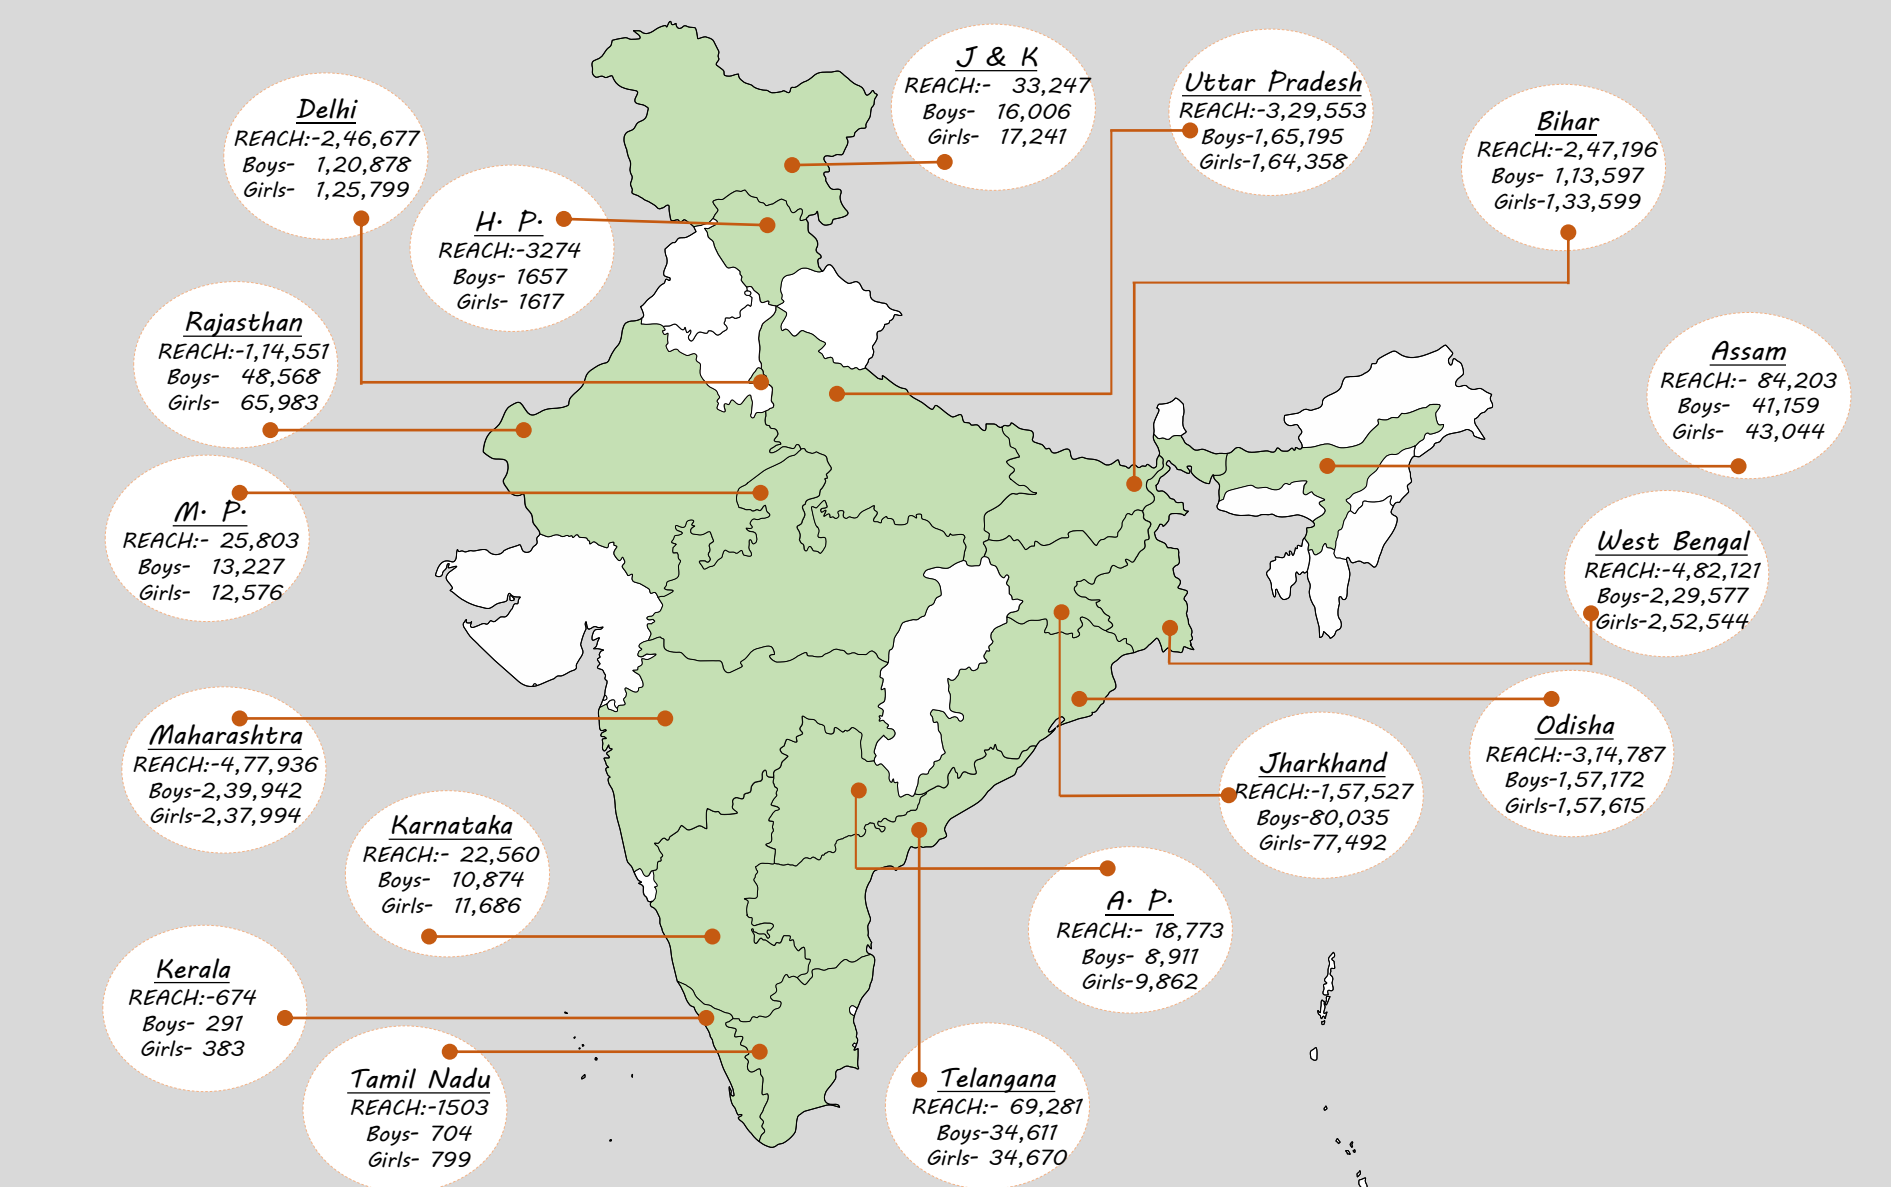 J & K
REACH:- 33,247
Boys- 16,006
Girls- 17,241
Uttar Pradesh
REACH:-3,29,553
Boys-1,65,195
Girls-1,64,358
Delhi
REACH:-2,46,677
Boys- 1,20,878
Girls- 1,25,799
Bihar
REACH:-2,47,196
Boys- 1,13,597
Girls-1,33,599
H. P.
REACH:-3274
Boys- 1657
Girls- 1617
Rajasthan
REACH:-1,14,551
Boys- 48,568
Girls- 65,983
Assam
REACH:- 84,203
Boys- 41,159
Girls- 43,044
M. P.
REACH:- 25,803
Boys- 13,227
Girls- 12,576
West Bengal
REACH:-4,82,121
Boys-2,29,577
Girls-2,52,544
Maharashtra
REACH:-4,77,936
Boys-2,39,942
Girls-2,37,994
Odisha
REACH:-3,14,787
Boys-1,57,172
Girls-1,57,615
Jharkhand
REACH:-1,57,527
Boys-80,035
Girls-77,492
Karnataka
REACH:- 22,560
Boys- 10,874
Girls- 11,686
A. P.
REACH:- 18,773
Boys- 8,911
Girls-9,862
Kerala
REACH:-674
Boys- 291
Girls- 383
Tamil Nadu
REACH:-1503
Boys- 704
Girls- 799
Telangana
REACH:- 69,281
Boys-34,611
Girls- 34,670